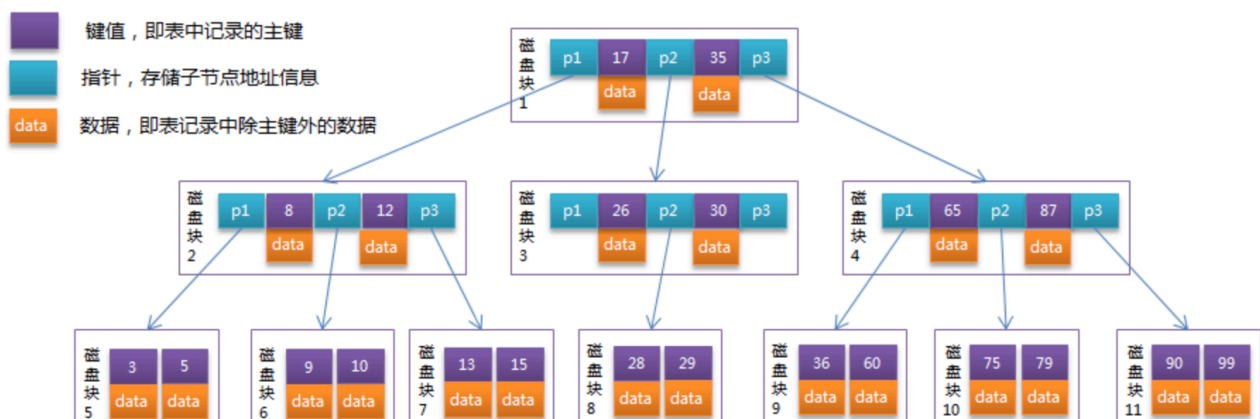 键值，即表中记录的主键
指针，存储子节点地址信息
data 数据，即表记录中除主键外的数据
磁盘块1
p1 17 p2 35 p3
data data
磁盘块2
p1 8 p2 12 p3
data data
磁盘块3
p1 26 p2 30 p3
data data
磁盘块4
p1 65 p2 87 p3
data data
磁盘块5
3 5
data data
磁盘块6
9 10
data data
磁盘块7
13 15
data data
磁盘块8
28 29
data data
磁盘块9
36 60
data data
磁盘块10
75 79
data data
磁盘块11
90 99
data data